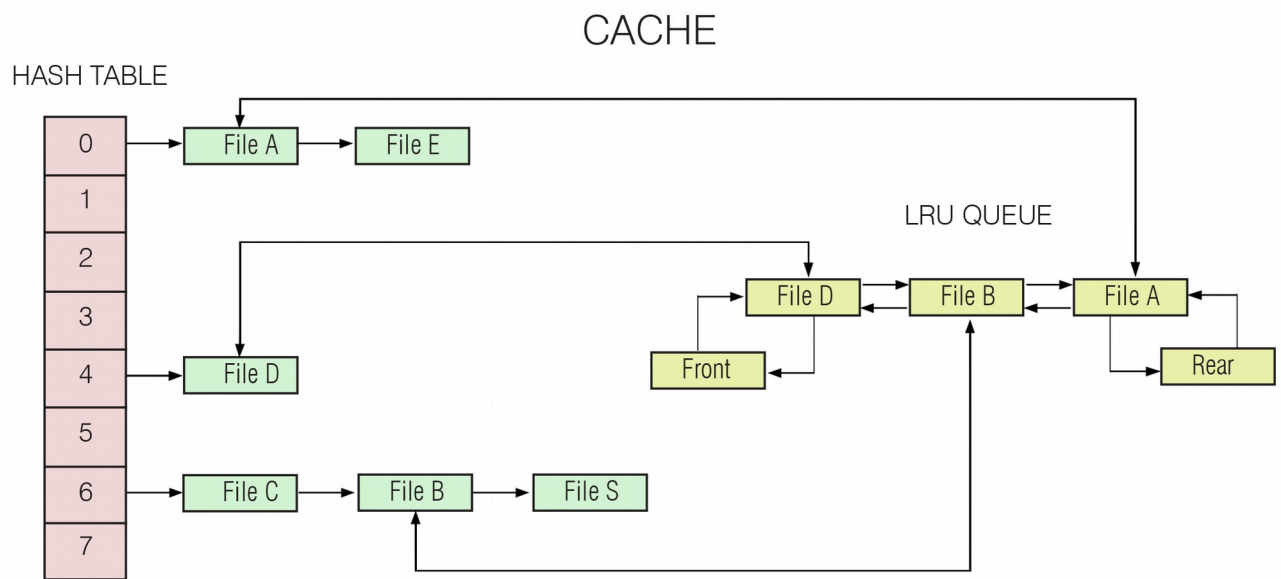 CACHE
HASH TABLE
0
File A
File E
1
LRU QUEUE
2
File D
File B
File A
3
Front
Rear
4
File D
5
6
File C
File B
File S
7